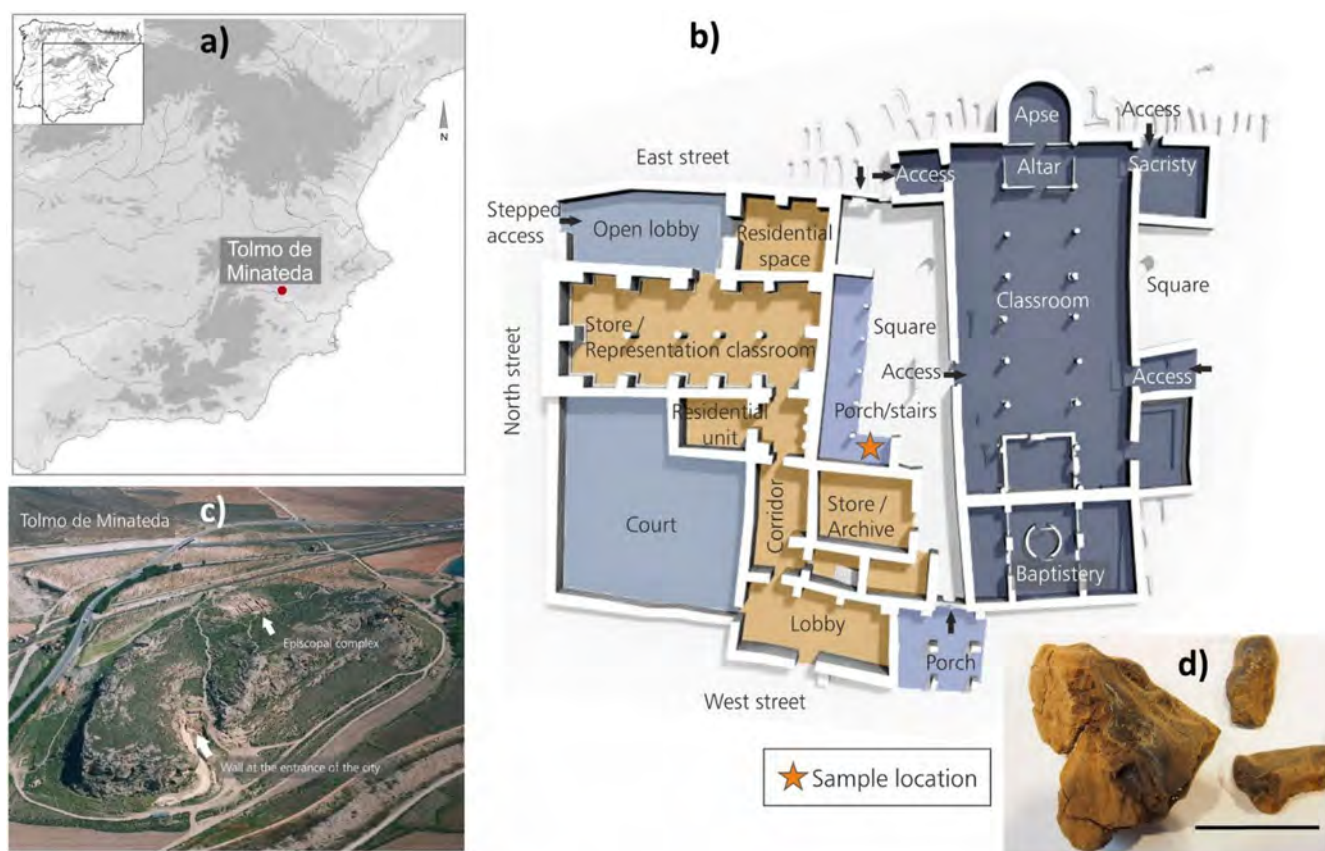 a)
N
Tolmo de
Minateda
b)
Apse
Access
East street
Access
Altar
Sacristy
Stepped
access
Open lobby
Residential
space
Classroom
Square
Store /
Representation classroom
Square
Access
Access
North street
Porch/stairs
Residential
unit
Corridor
Store /
Archive
Court
Baptistery
Lobby
Porch
West street
Sample location
c)
Tolmo de Minateda
Episcopal complex
Wall at the entrance of the city
d)